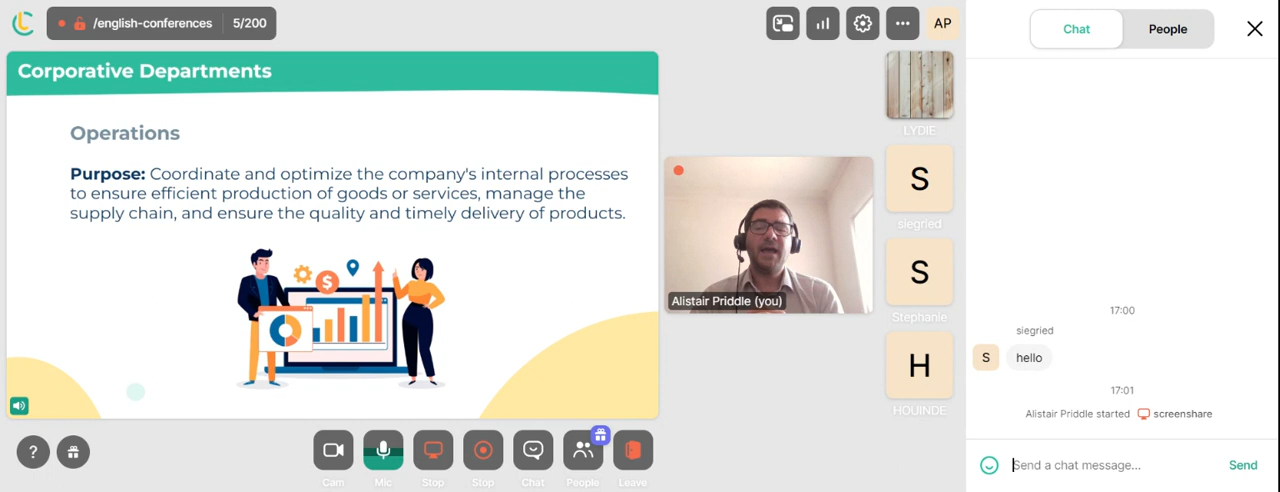 /english-conferences
5/200
AP
Chat
People
Corporative Departments
Operations
Purpose: Coordinate and optimize the company's internal processes
to ensure efficient production of goods or services, manage the
supply chain, and ensure the quality and timely delivery of products.
$
Alistair Priddle (you)
LYDIE
S
siegried
S
Stephanie
H
HOUINDE
17:00
siegried
S
hello
17:01
Alistair Priddle started screenshare
Send a chat message...
Send
?
Cam
Mic
Stop
Stop
Chat
People
Leave